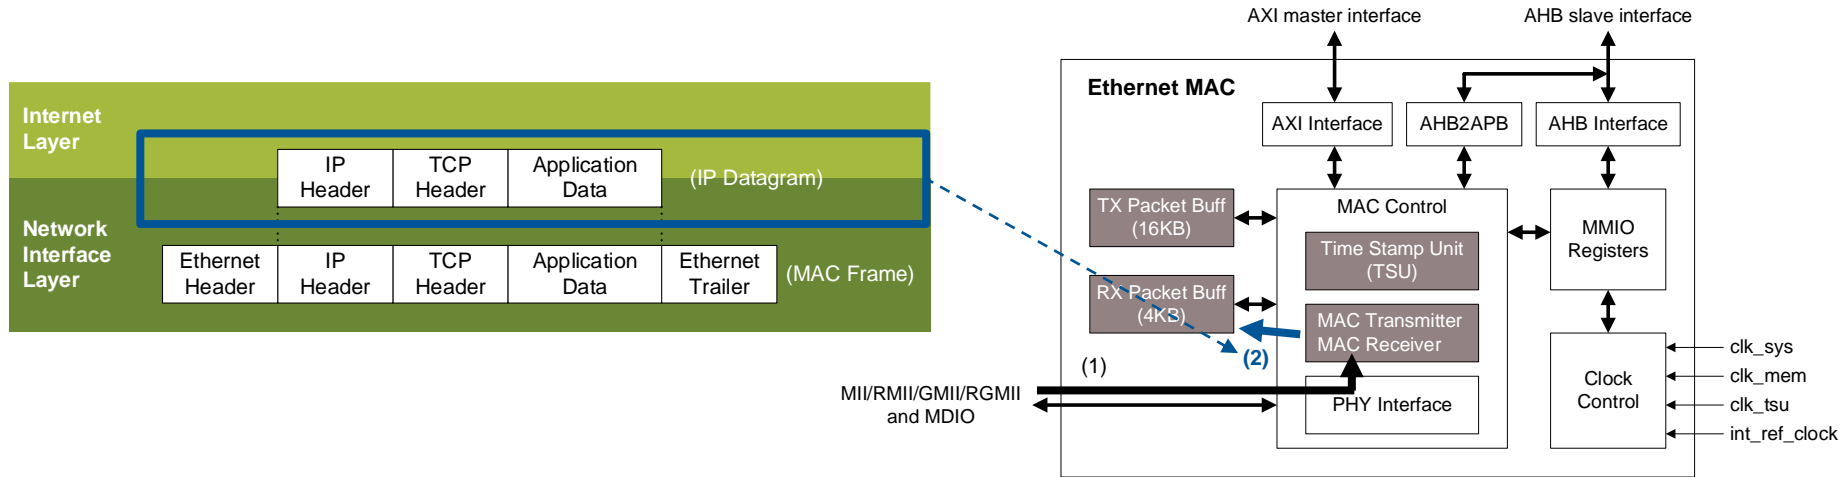 Internet
Layer
IP
Header
TCP
Header
Application
Data
(IP Datagram)
Network
Interface
Layer
Ethernet
Header
IP
Header
TCP
Header
Application
Data
Ethernet
Trailer
(MAC Frame)
AXI master interface
AHB slave interface
Ethernet MAC
AXI Interface
AHB2APB
AHB Interface
TX Packet Buff
(16KB)
RX Packet Buff
(4KB)
MAC Control
Time Stamp Unit
(TSU)
MAC Transmitter
MAC Receiver
PHY Interface
MMIO
Registers
Clock
Control
(1)
(2)
MII/RMII/GMII/RGMII
and MDIO
clk_sys
clk_mem
clk_tsu
int_ref_clock